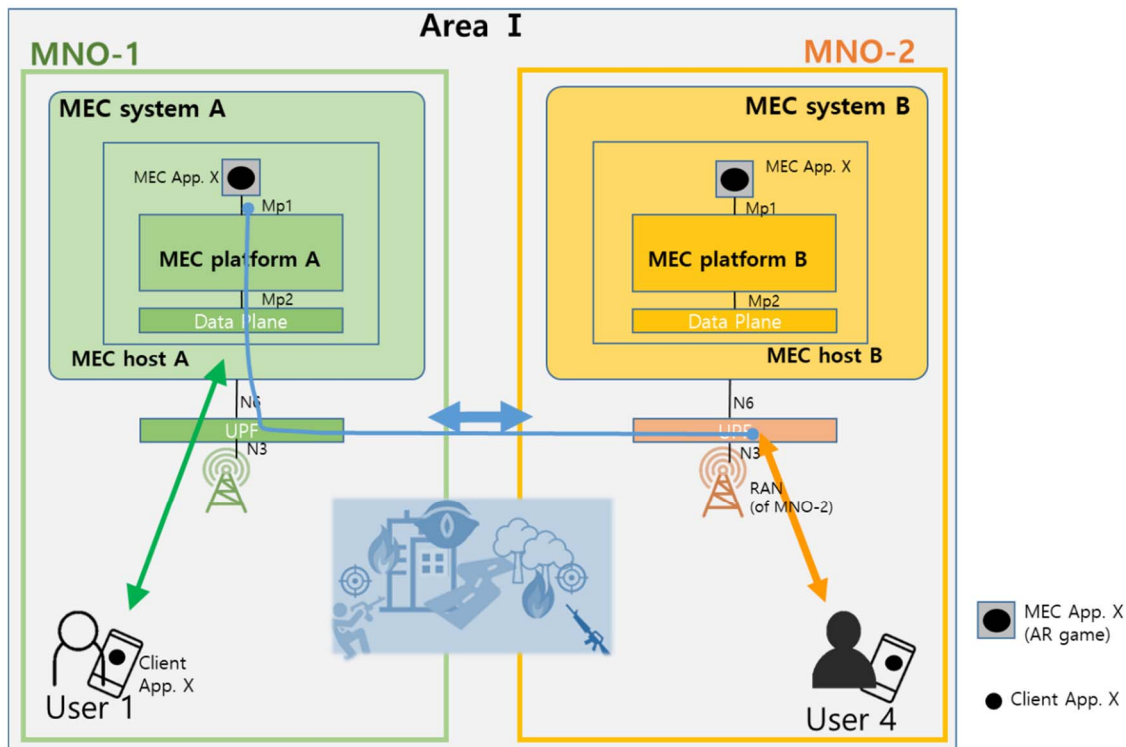 Area I
MNO-1
MNO-2
MEC system A
MEC App. X
Mp1
MEC platform A
Mp2
Data Plane
MEC host A
N6
UPF
N3
MEC system B
MEC App. X
Mp1
MEC platform B
Mp2
Data Plane
MEC host B
N6
UPF
N3
RAN
(of MNO-2)
Client
App. X
User 1
User 4
MEC App. X
(AR game)
Client App. X